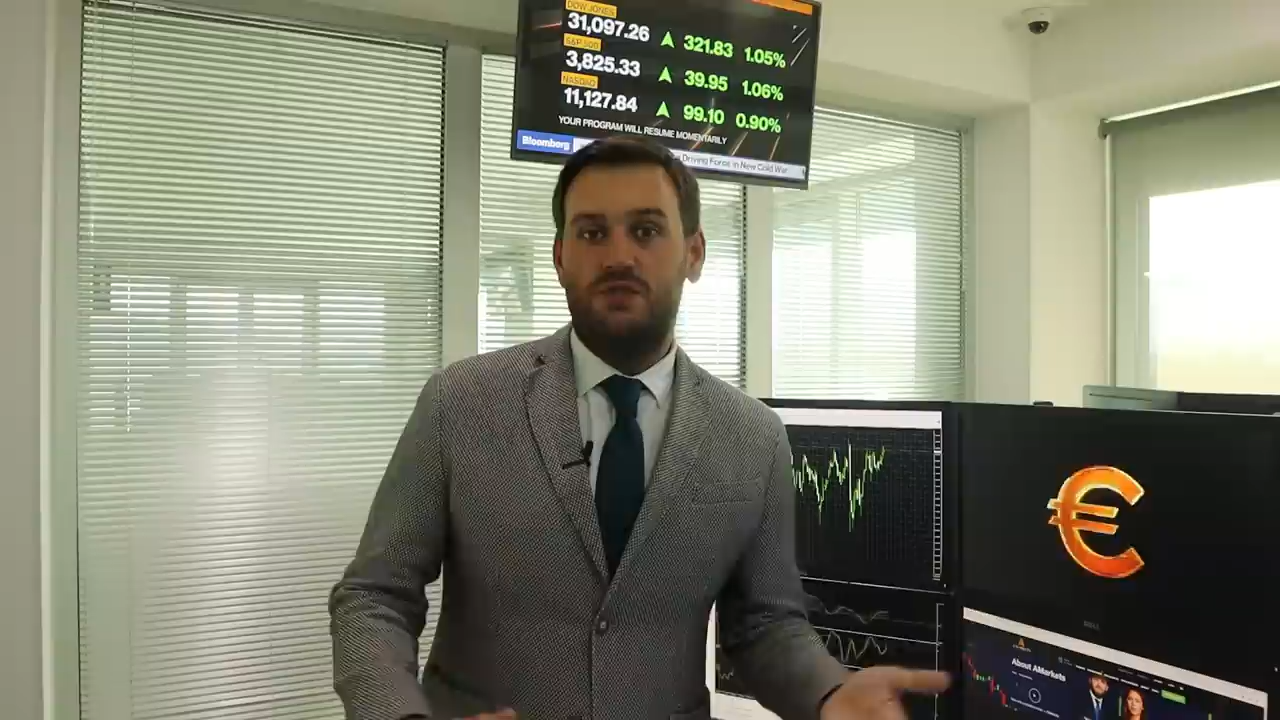 DOW JONES
31,097.26 ▲ 321.83 1.05%
S&P 500
3,825.33 ▲ 39.95 1.06%
NASDAQ
11,127.84 ▲ 99.10 0.90%
YOUR PROGRAM WILL RESUME MOMENTARILY
Bloomberg
Driving Force in New Cold War
€
DELL
About AMarkets